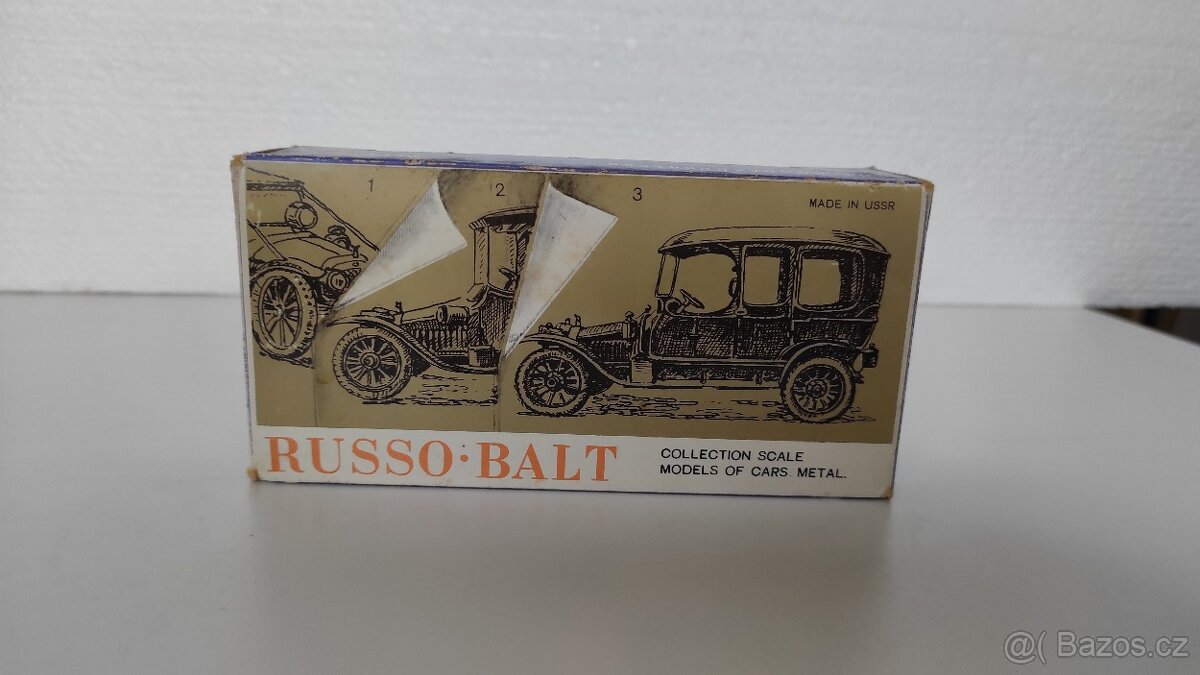 1
2
3
MADE IN USSR
RUSSO·BALT
COLLECTION SCALE
MODELS OF CARS. METAL.
@( Bazos.cz